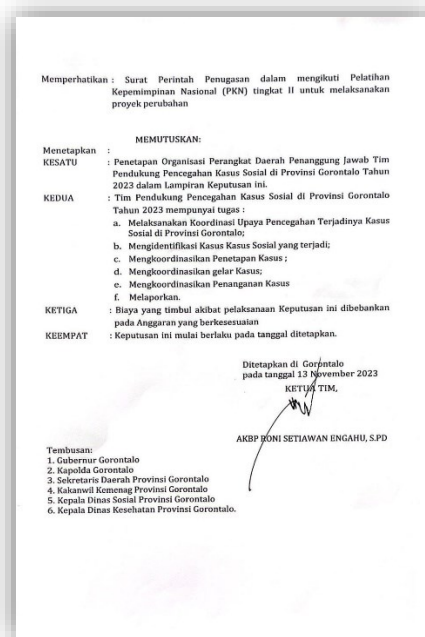 Memperhatikan : Surat Perintah Penugasan dalam mengikuti Pelatihan
Kepemimpinan Nasional (PKN) tingkat II untuk melaksanakan
proyek perubahan
MEMUTUSKAN:
Menetapkan :
KESATU : Penetapan Organisasi Perangkat Daerah Penanggung Jawab Tim
Pendukung Pencegahan Kasus Sosial di Provinsi Gorontalo Tahun
2023 dalam Lampiran Keputusan ini.
KEDUA : Tim Pendukung Pencegahan Kasus Sosial di Provinsi Gorontalo
Tahun 2023 mempunyai tugas :
a. Melaksanakan Koordinasi Upaya Pencegahan Terjadinya Kasus
Sosial di Provinsi Gorontalo;
b. Mengidentifikasi Kasus Kasus Sosial yang terjadi;
c. Mengkoordinasikan Penetapan Kasus ;
d. Mengkoordinasikan gelar Kasus;
e. Mengkoordinasikan Penanganan Kasus
f. Melaporkan.
KETIGA : Biaya yang timbul akibat pelaksanaan Keputusan ini dibebankan
pada Anggaran yang berkesesuaian
KEEMPAT : Keputusan ini mulai berlaku pada tanggal ditetapkan.
Ditetapkan di Gorontalo
pada tanggal 13 November 2023
KETUA TIM,
AKBP RONI SETIAWAN ENGAHU, S.PD
Tembusan:
1. Gubernur Gorontalo
2. Kapolda Gorontalo
3. Sekretaris Daerah Provinsi Gorontalo
4. Kakanwil Kemenag Provinsi Gorontalo
5. Kepala Dinas Sosial Provinsi Gorontalo
6. Kepala Dinas Kesehatan Provinsi Gorontalo.